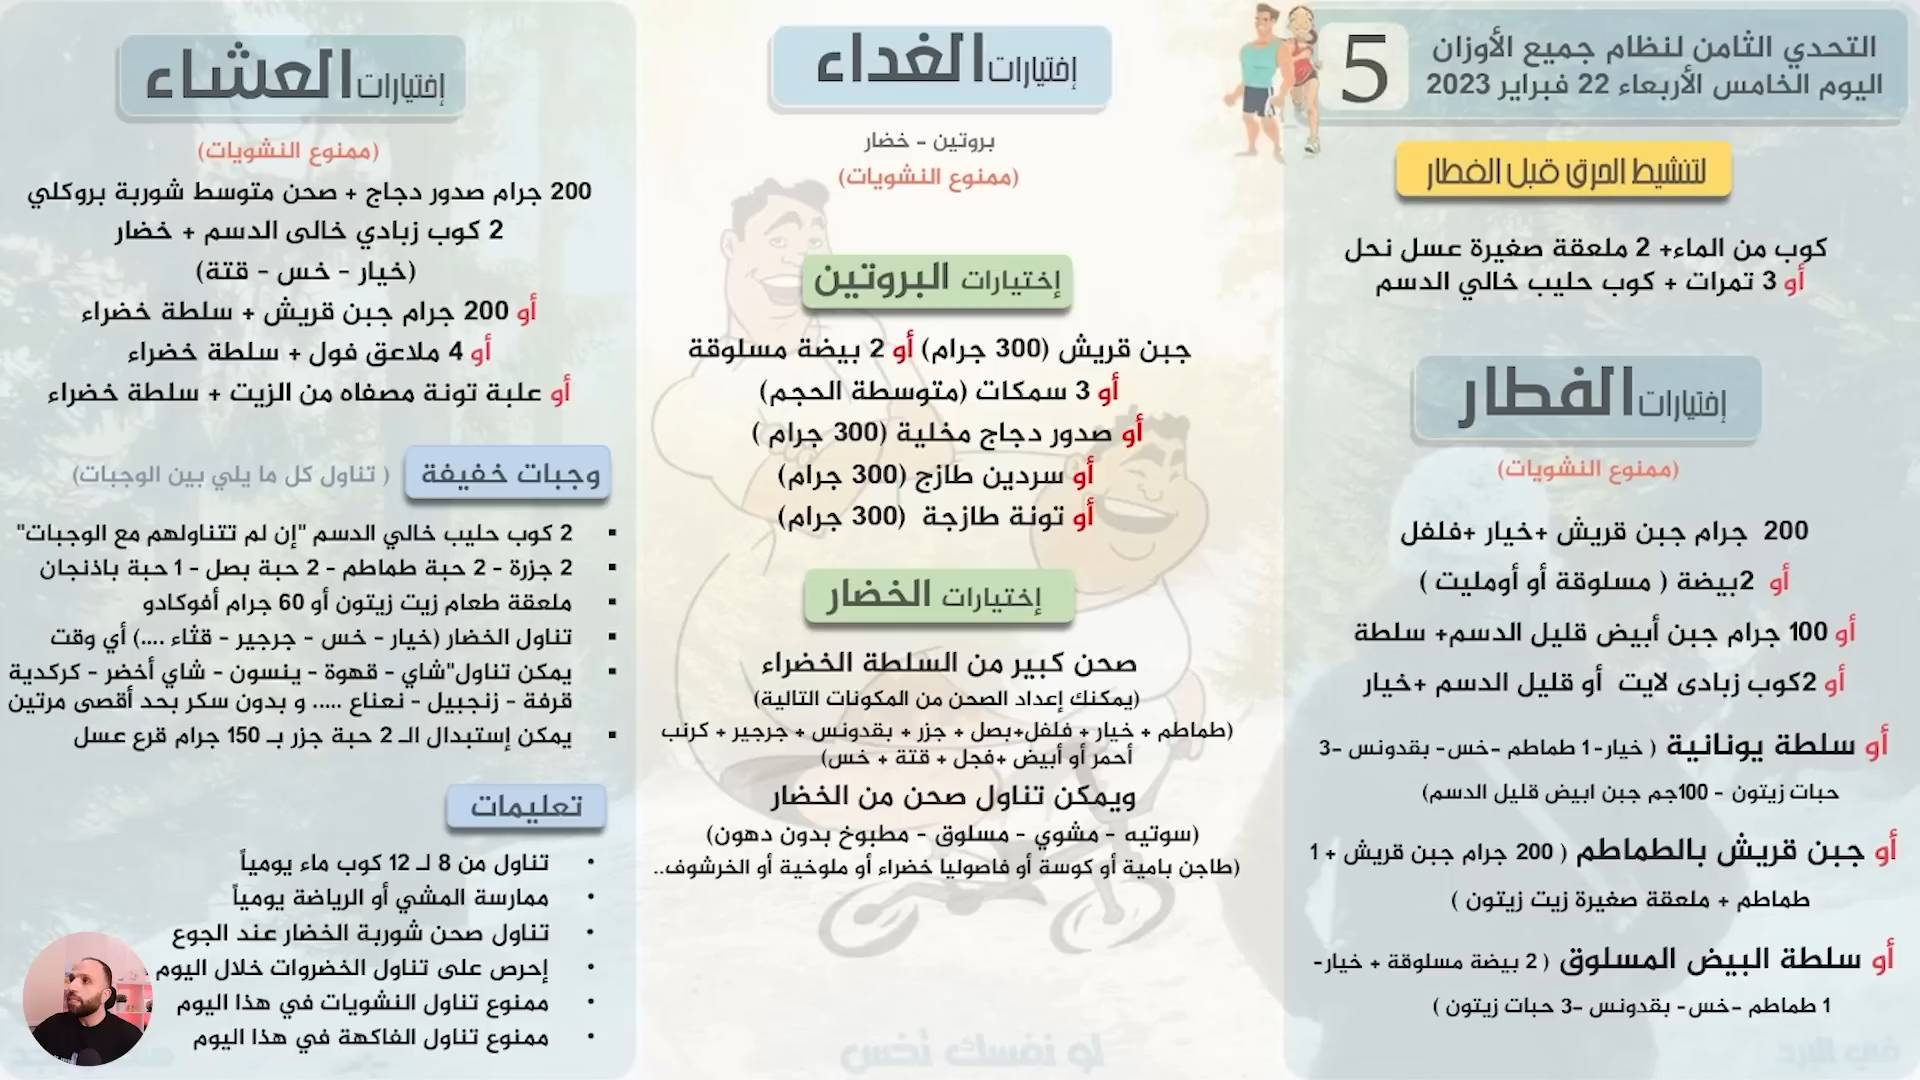 التحدي الثامن لنظام جميع الأوزان
اليوم الخامس الأربعاء 22 فبراير 2023
5
لتنشيط الحرق قبل الفطار
كوب من الماء+ 2 ملعقة صغيرة عسل نحل
أو 3 تمرات + كوب حليب خالي الدسم
إختيارات الفطار
(ممنوع النشويات)
200 جرام جبن قريش +خيار +فلفل
أو 2بيضة ( مسلوقة أو أومليت )
أو 100 جرام جبن أبيض قليل الدسم+ سلطة
أو 2كوب زبادى لايت أو قليل الدسم +خيار
أو سلطة يونانية ( خيار- 1 طماطم -خس- بقدونس -3
حبات زيتون - 100جم جبن ابيض قليل الدسم)
أو جبن قريش بالطماطم ( 200 جرام جبن قريش + 1
طماطم + ملعقة صغيرة زيت زيتون )
أو سلطة البيض المسلوق ( 2 بيضة مسلوقة + خيار-
1 طماطم -خس- بقدونس -3 حبات زيتون )
في البرد
إختيارات الغداء
بروتين - خضار
(ممنوع النشويات)
إختيارات البروتين
جبن قريش (300 جرام) أو 2 بيضة مسلوقة
أو 3 سمكات (متوسطة الحجم)
أو صدور دجاج مخلية (300 جرام )
أو سردين طازج (300 جرام)
أو تونة طازجة (300 جرام)
إختيارات الخضار
صحن كبير من السلطة الخضراء
(يمكنك إعداد الصحن من المكونات التالية)
(طماطم + خيار + فلفل+بصل + جزر + بقدونس + جرجير + كرنب
أحمر أو أبيض +فجل + قتة + خس)
ويمكن تناول صحن من الخضار
(سوتيه - مشوي - مسلوق - مطبوخ بدون دهون)
(طاجن بامية أو كوسة أو فاصوليا خضراء أو ملوخية أو الخرشوف..
لو نفسك تخس
إختيارات العشاء
(ممنوع النشويات)
200 جرام صدور دجاج + صحن متوسط شوربة بروكلي
2 كوب زبادي خالى الدسم + خضار
(خيار - خس - قتة)
أو 200 جرام جبن قريش + سلطة خضراء
أو 4 ملاعق فول + سلطة خضراء
أو علبة تونة مصفاه من الزيت + سلطة خضراء
وجبات خفيفة ( تناول كل ما يلي بين الوجبات)
▪ 2 كوب حليب خالي الدسم "إن لم تتناولهم مع الوجبات"
▪ 2 جزرة - 2 حبة طماطم - 2 حبة بصل - 1 حبة باذنجان
▪ ملعقة طعام زيت زيتون أو 60 جرام أفوكادو
▪ تناول الخضار (خيار - خس - جرجير - قثاء ....) أي وقت
▪ يمكن تناول"شاي - قهوة - ينسون - شاي أخضر - كركدية
قرفة - زنجبيل - نعناع ..... و بدون سكر بحد أقصى مرتين
▪ يمكن إستبدال الـ 2 حبة جزر بـ 150 جرام قرع عسل
تعليمات
• تناول من 8 لـ 12 كوب ماء يومياً
• ممارسة المشي أو الرياضة يومياً
• تناول صحن شوربة الخضار عند الجوع
• إحرص على تناول الخضروات خلال اليوم
• ممنوع تناول النشويات في هذا اليوم
• ممنوع تناول الفاكهة في هذا اليوم